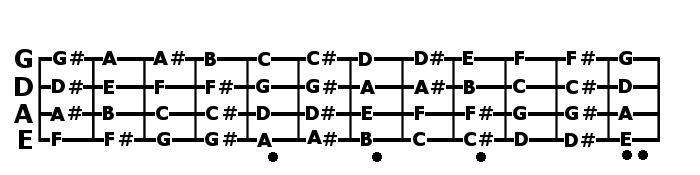 G G# A A# B C C# D D# E F F# G
D D# E F F# G G# A A# B C C# D
A A# B C C# D D# E F F# G G# A
E F F# G G# A A# B C C# D D# E